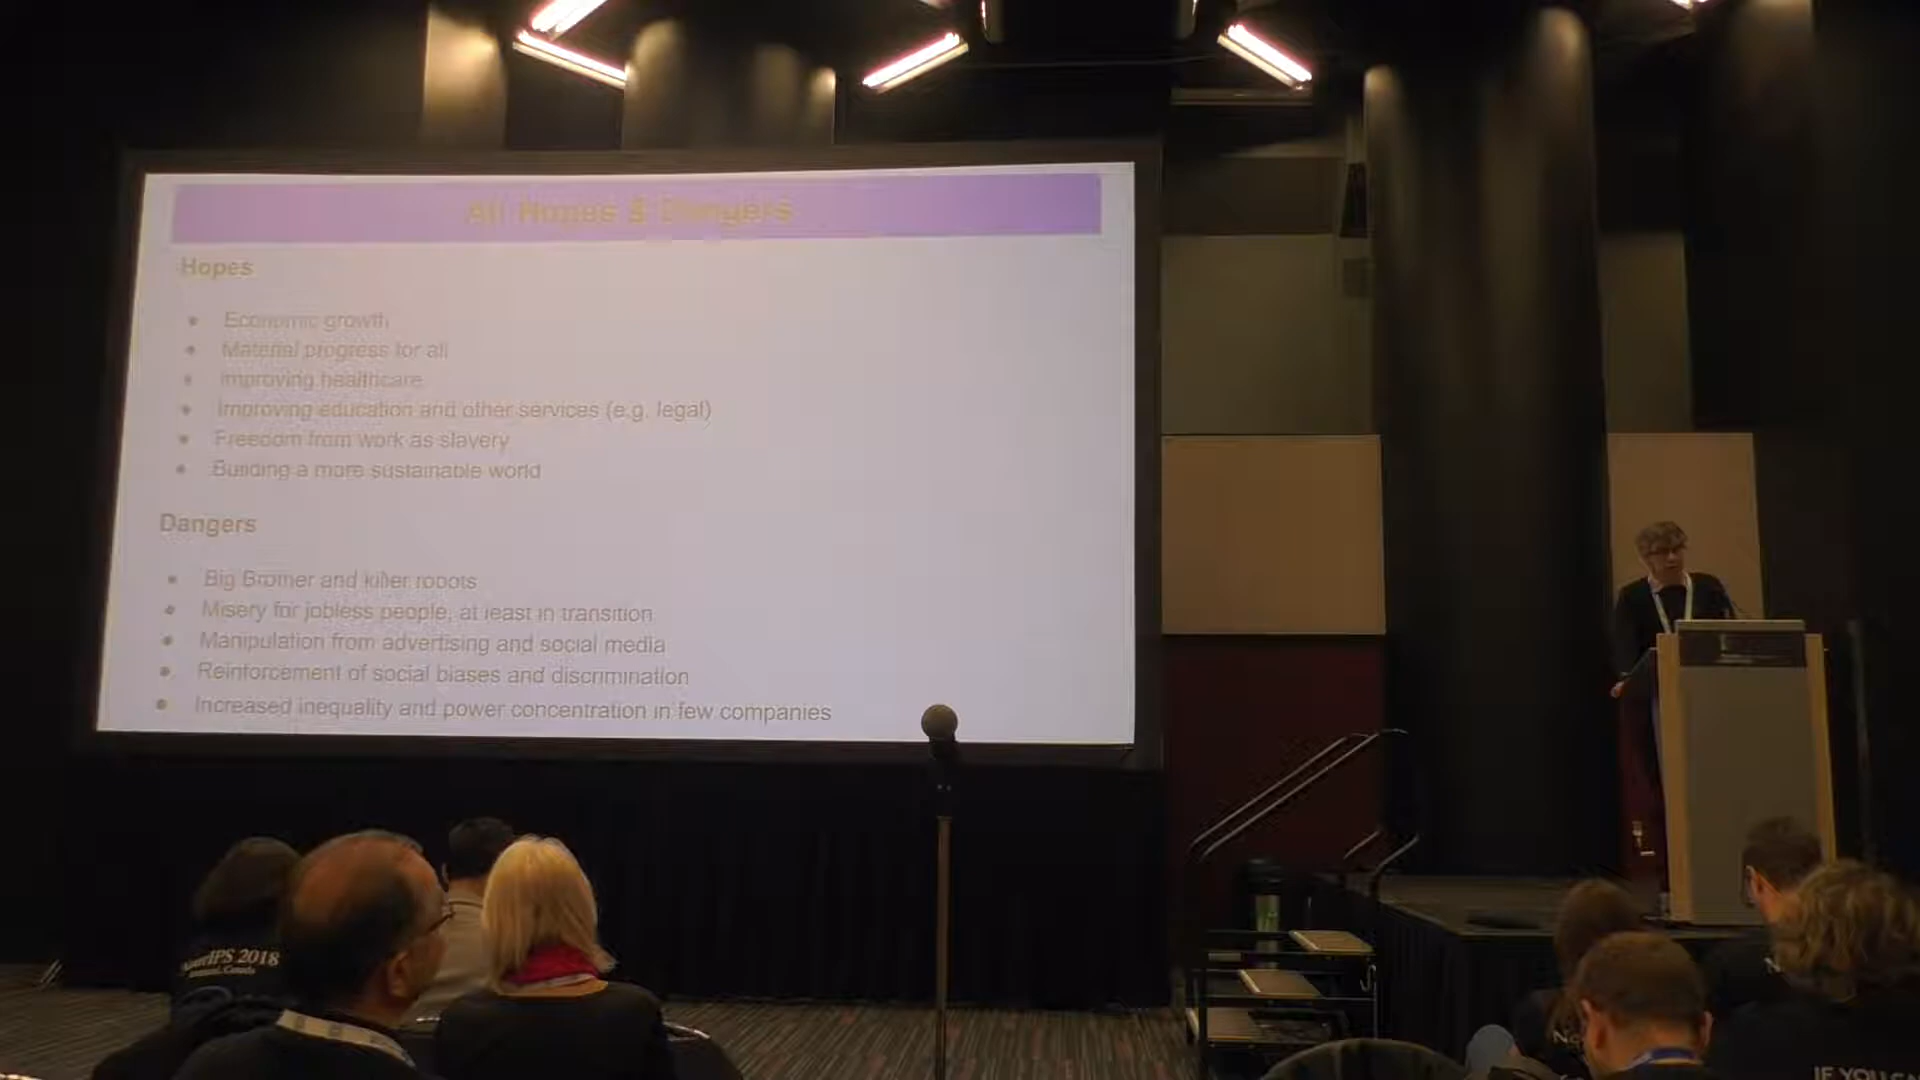 AI: Hopes & Dangers
Hopes
Economic growth
Material progress for all
Improving healthcare
Improving education and other services (e.g. legal)
Freedom from work as slavery
Building a more sustainable world
Dangers
Big Brother and killer robots
Misery for jobless people, at least in transition
Manipulation from advertising and social media
Reinforcement of social biases and discrimination
Increased inequality and power concentration in few companies
NeurIPS 2018
IF YOU